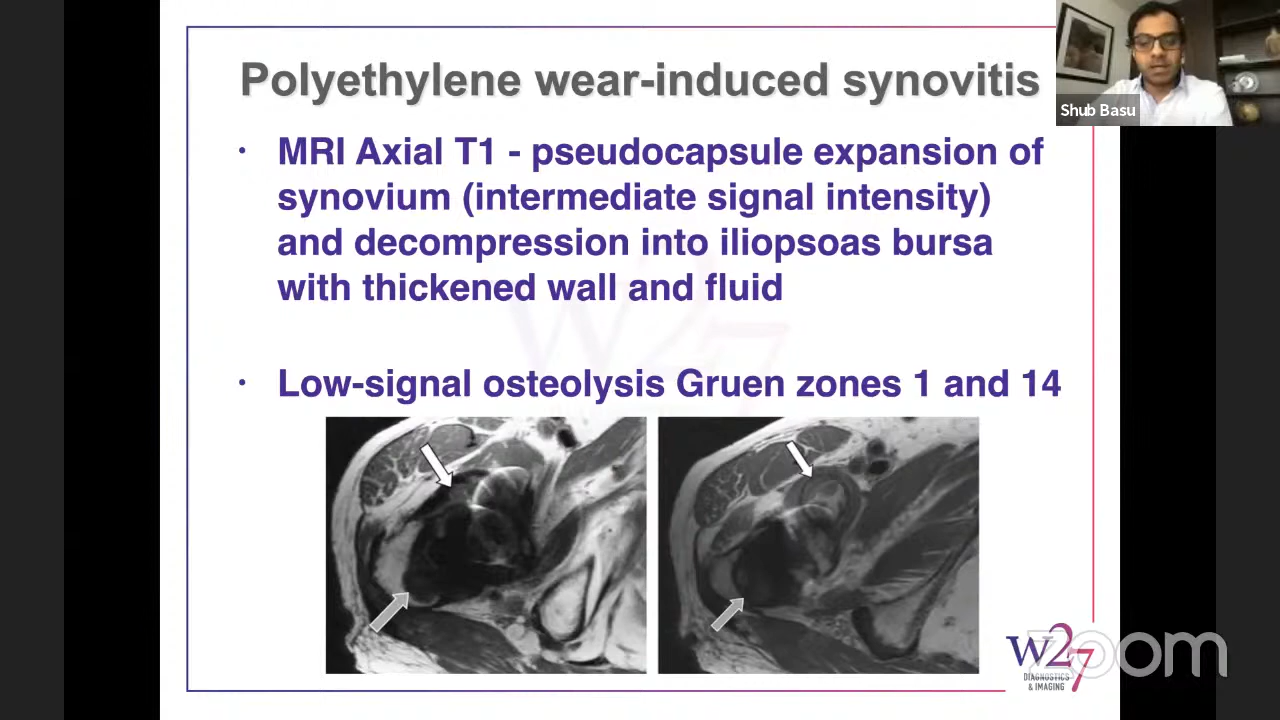 Polyethylene wear-induced synovitis
Shub Basu
• MRI Axial T1 - pseudocapsule expansion of
synovium (intermediate signal intensity)
and decompression into iliopsoas bursa
with thickened wall and fluid
• Low-signal osteolysis Gruen zones 1 and 14
W27
DIAGNOSTICS
& IMAGING
zoom